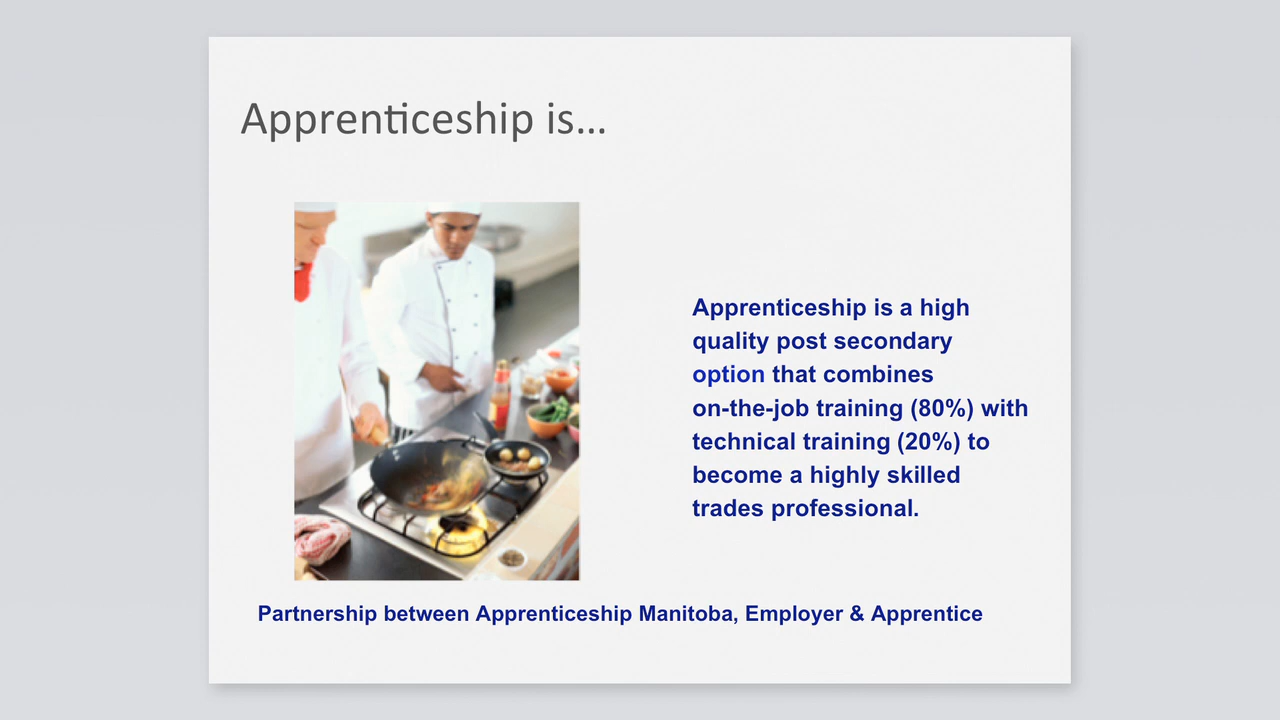 Apprenticeship is...
Apprenticeship is a high
quality post secondary
option that combines
on-the-job training (80%) with
technical training (20%) to
become a highly skilled
trades professional.
Partnership between Apprenticeship Manitoba, Employer & Apprentice